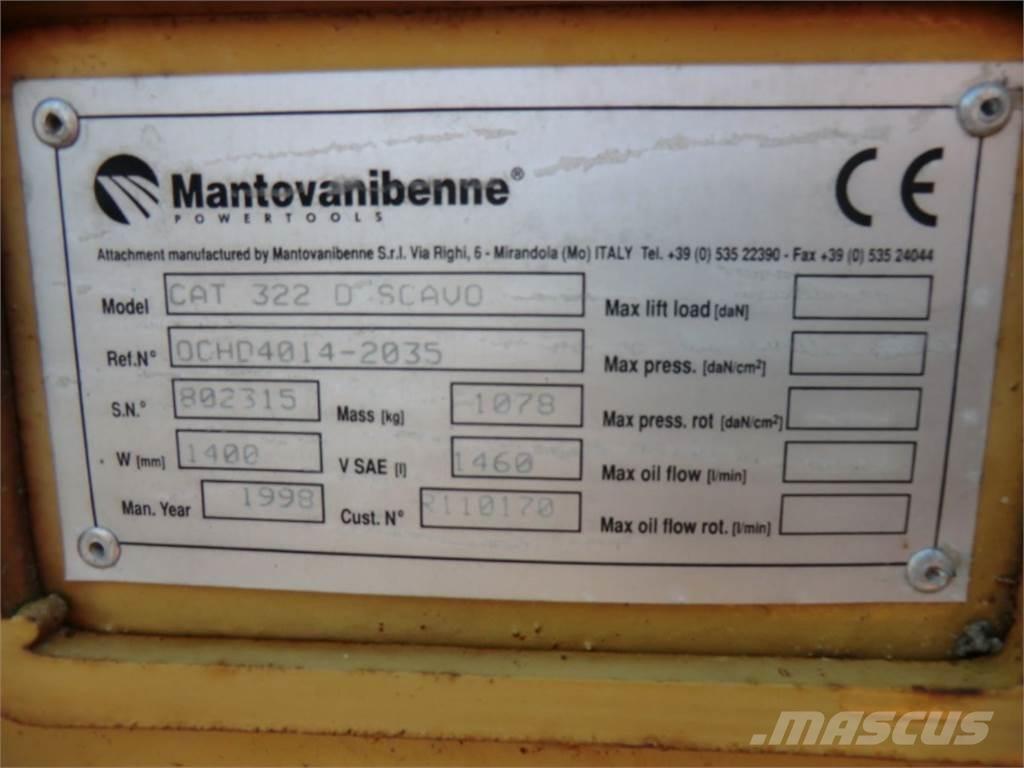 Mantovanibenne®
POWERTOOLS
CE
Attachment manufactured by Mantovanibenne S.r.l. Via Righi, 6 - Mirandola (Mo) ITALY Tel. +39 (0) 535 22390 - Fax +39 (0) 535 24044
Model CAT 322 D SCAVO Max lift load [daN]
Ref.N° OCHD4014-2035 Max press. [daN/cm²]
S.N.° 802315 Mass [kg] 1078 Max press. rot [daN/cm²]
W [mm] 1400 V SAE [l] 1460 Max oil flow [l/min]
Man. Year 1998 Cust. N° R110170 Max oil flow rot. [l/min]
.MASCUS